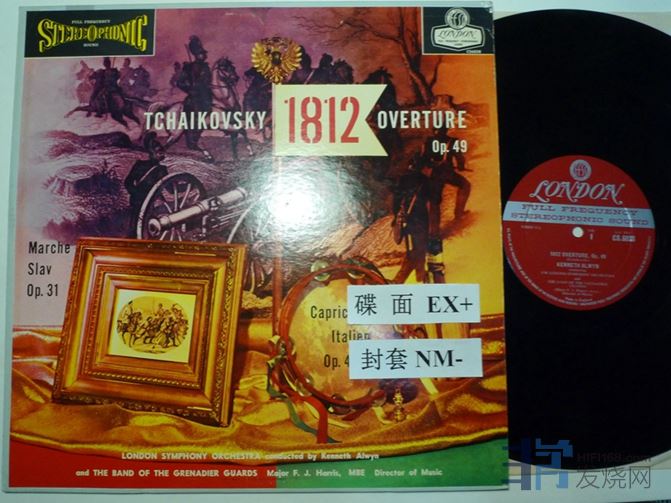 FULL FREQUENCY
STEREOPHONIC
SOUND
LONDON
TCHAIKOVSKY 1812 OVERTURE
Op. 49
Marche
Slav
Op. 31
Capric
Italien
Op. 4
碟 面 EX+
封套 NM-
LONDON SYMPHONY ORCHESTRA conducted by Kenneth Alwyn
and THE BAND OF THE GRENADIER GUARDS Major F. J. Harris, MBE Director of Music
LONDON
FULL FREQUENCY
STEREOPHONIC SOUND
1812 OVERTURE, Op. 49
KENNETH ALWYN
HIFI168.com
发烧网